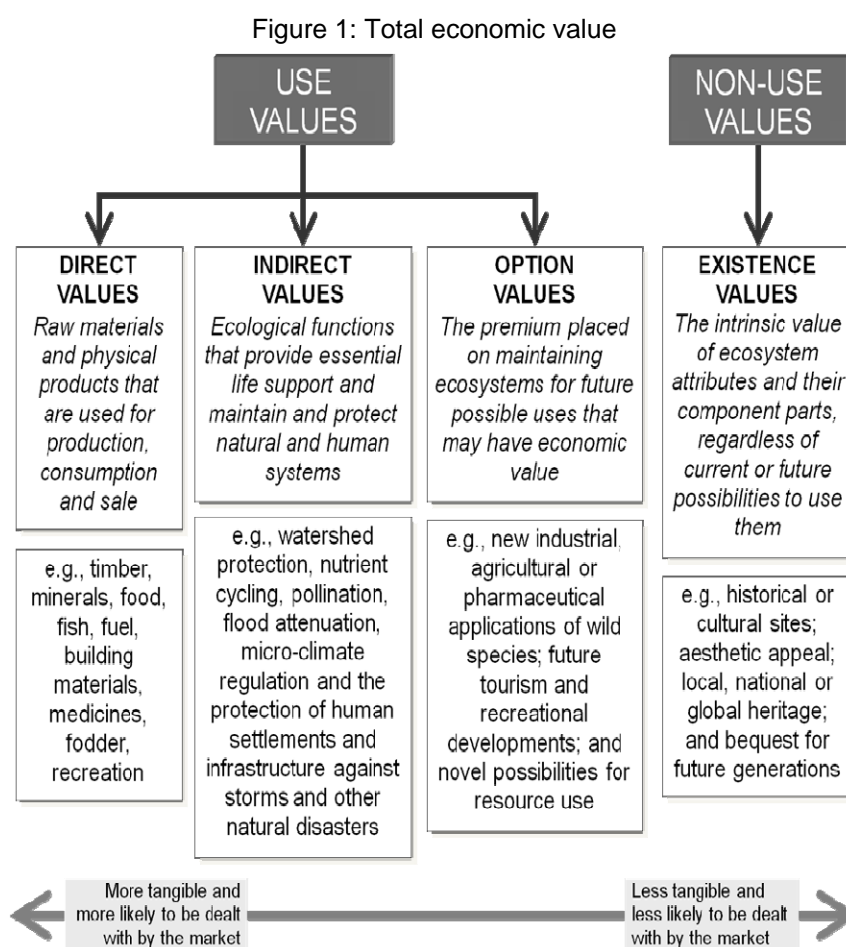 Figure 1: Total economic value
USE
VALUES
NON-USE
VALUES
DIRECT
VALUES
Raw materials
and physical
products that
are used for
production,
consumption
and sale
INDIRECT
VALUES
Ecological functions
that provide essential
life support and
maintain and protect
natural and human
systems
OPTION
VALUES
The premium placed
on maintaining
ecosystems for future
possible uses that
may have economic
value
EXISTENCE
VALUES
The intrinsic value
of ecosystem
attributes and their
component parts,
regardless of
current or future
possibilities to use
them
e.g., timber,
minerals, food,
fish, fuel,
building
materials,
medicines,
fodder,
recreation
e.g., watershed
protection, nutrient
cycling, pollination,
flood attenuation,
micro-climate
regulation and the
protection of human
settlements and
infrastructure against
storms and other
natural disasters
e.g., new industrial,
agricultural or
pharmaceutical
applications of wild
species; future
tourism and
recreational
developments; and
novel possibilities for
resource use
e.g., historical or
cultural sites;
aesthetic appeal;
local, national or
global heritage;
and bequest for
future generations
More tangible and
more likely to be dealt
with by the market
Less tangible and
less likely to be dealt
with by the market